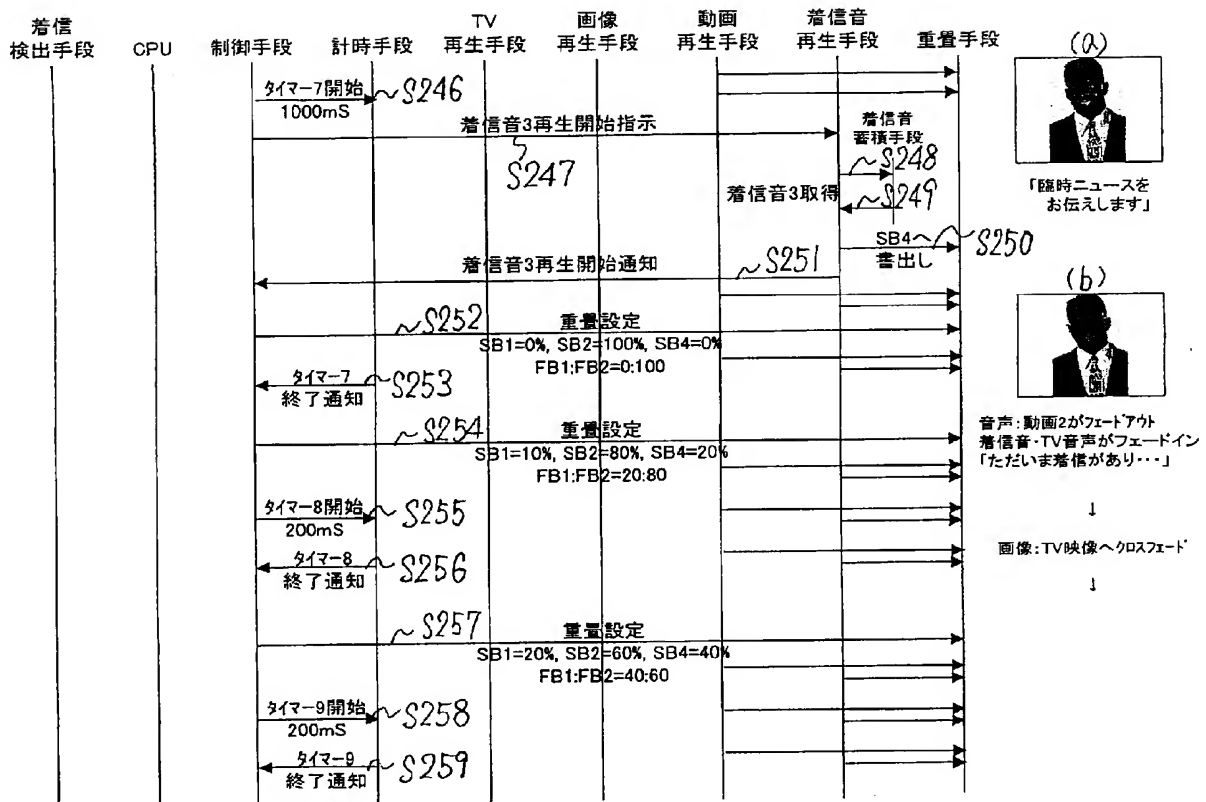 着信
検出手段
CPU
制御手段
計時手段
TV
再生手段
画像
再生手段
動画
再生手段
着信音
再生手段
重畳手段
(a)
タイマー7開始
1000mS
~S246
着信音3再生開始指示
S247
着信音
蓄積手段
~S248
着信音3取得
~S249
「臨時ニュースを
お伝えします」
SB4へ
書出し
S250
着信音3再生開始通知
~S251
(b)
~S252
重畳設定
SB1=0%, SB2=100%, SB4=0%
FB1:FB2=0:100
タイマー7
終了通知
~S253
~S254
重畳設定
SB1=10%, SB2=80%, SB4=20%
FB1:FB2=20:80
音声:動画2がフェードアウト
着信音・TV音声がフェードイン
「ただいま着信があり・・・」
↓
タイマー8開始
200mS
~S255
画像:TV映像へクロスフェード
↓
タイマー8
終了通知
~S256
~S257
重畳設定
SB1=20%, SB2=60%, SB4=40%
FB1:FB2=40:60
タイマー9開始
200mS
~S258
タイマー9
終了通知
~S259